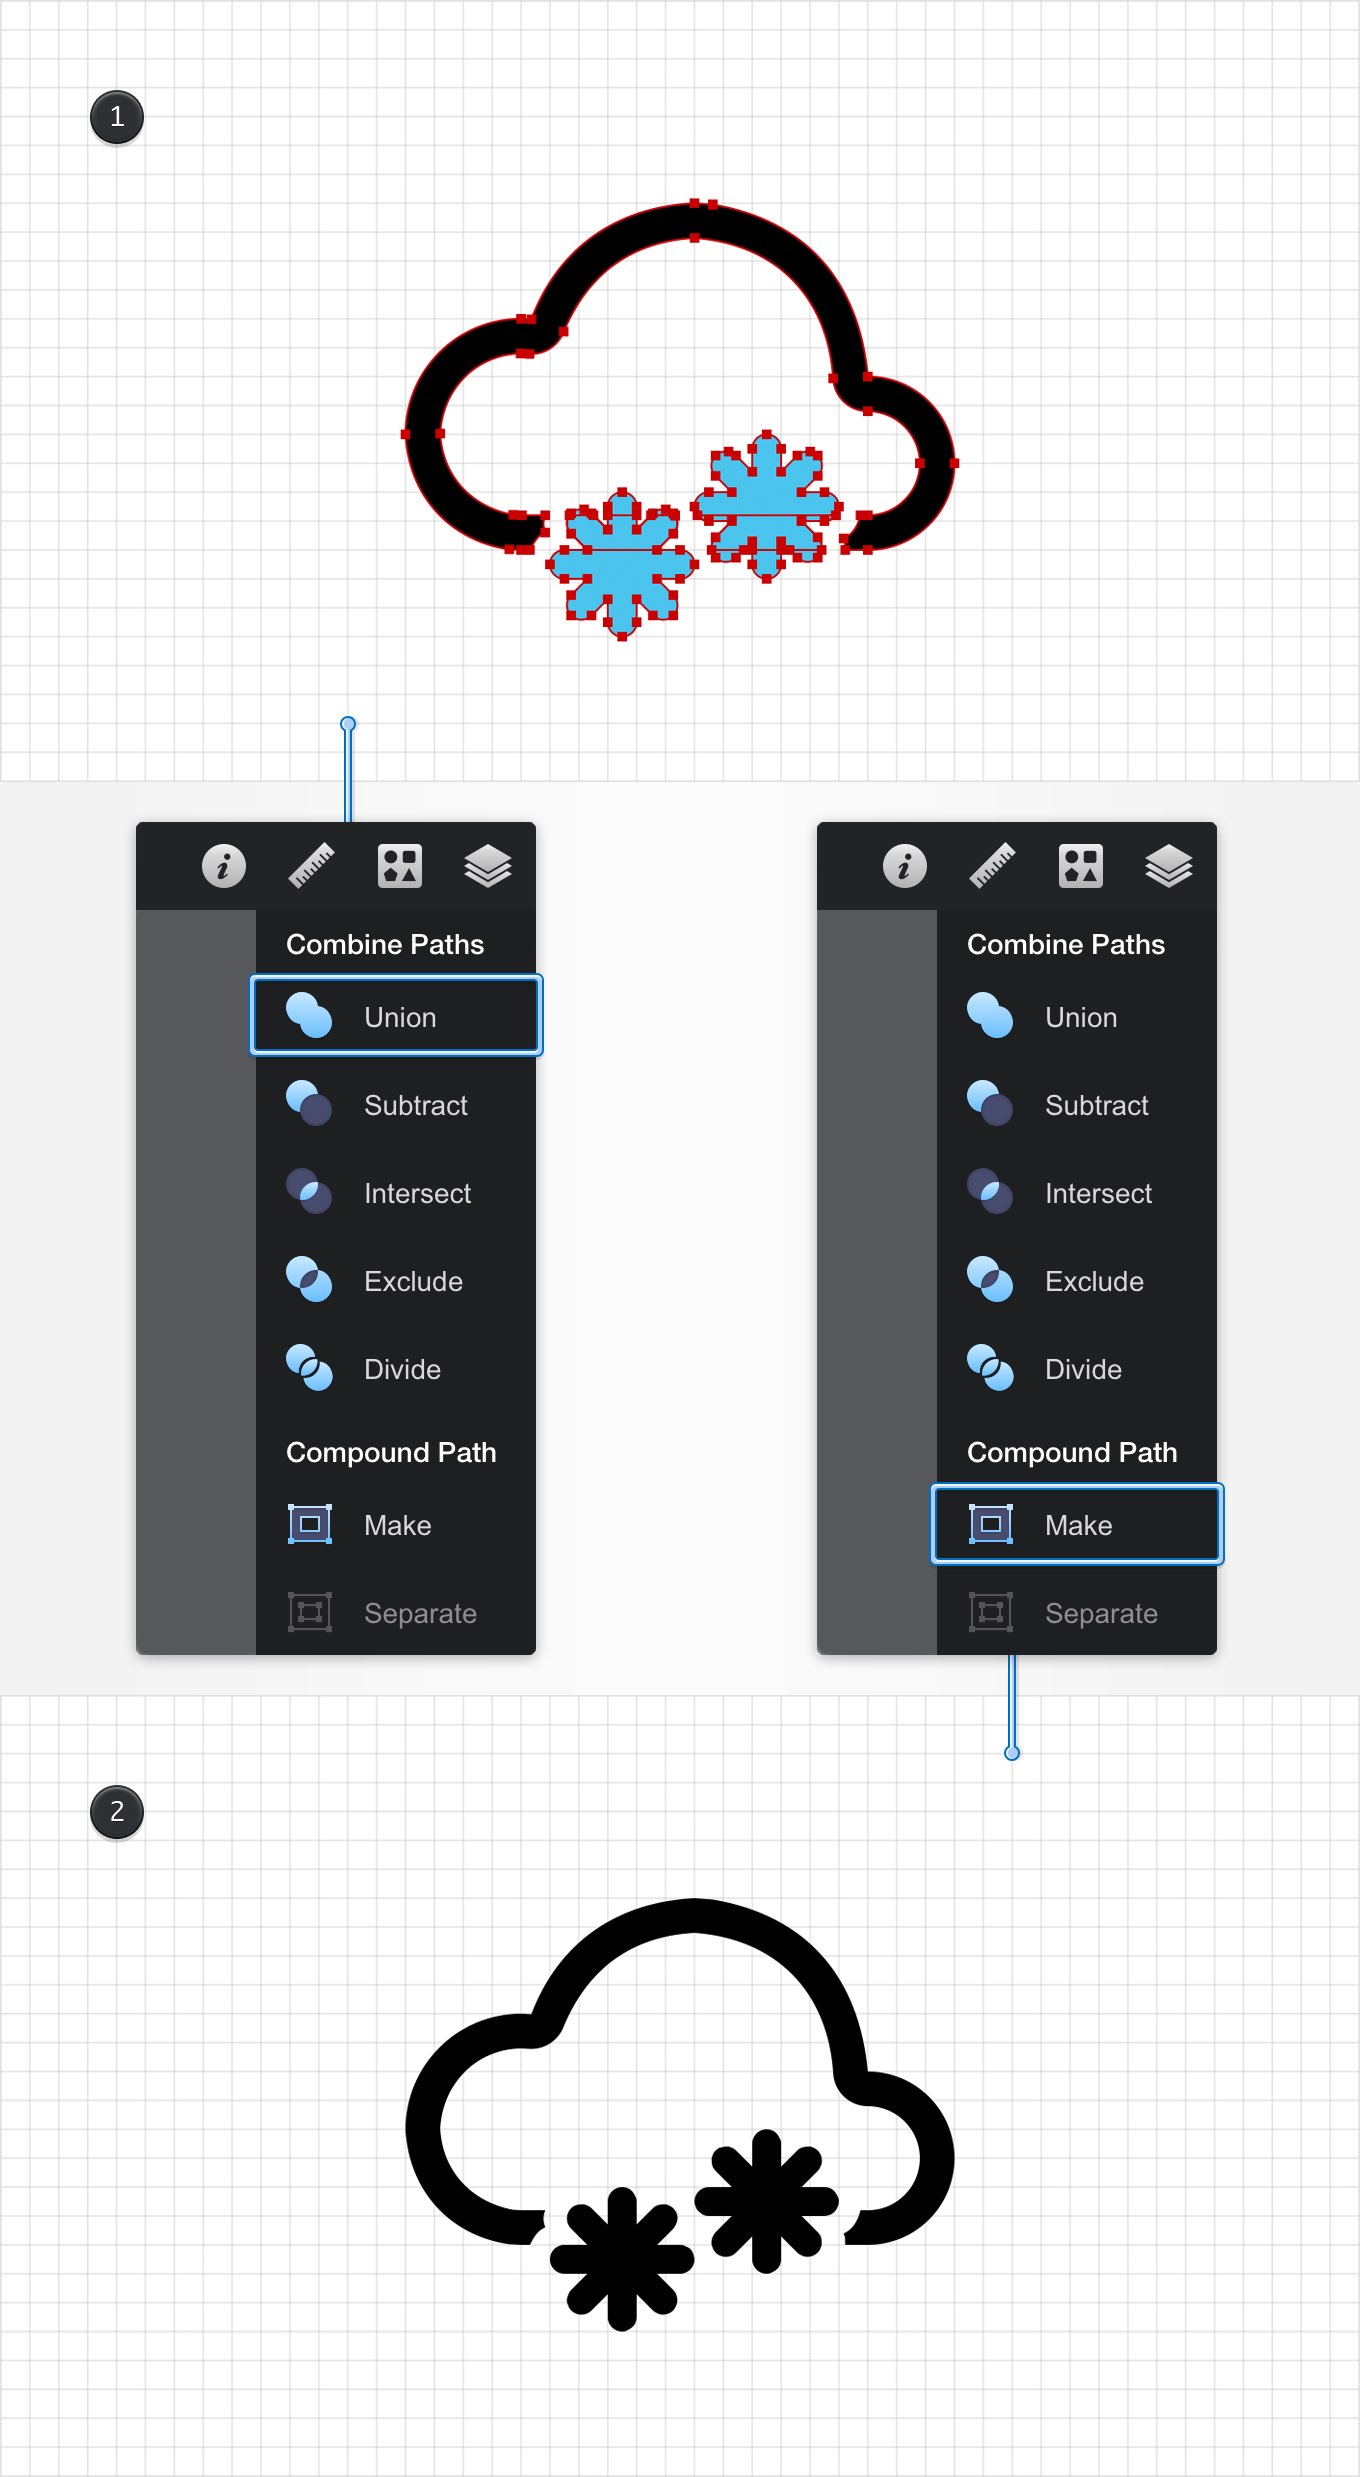 1
Combine Paths
Union
Subtract
Intersect
Exclude
Divide
Compound Path
Make
Separate
Combine Paths
Union
Subtract
Intersect
Exclude
Divide
Compound Path
Make
Separate
2